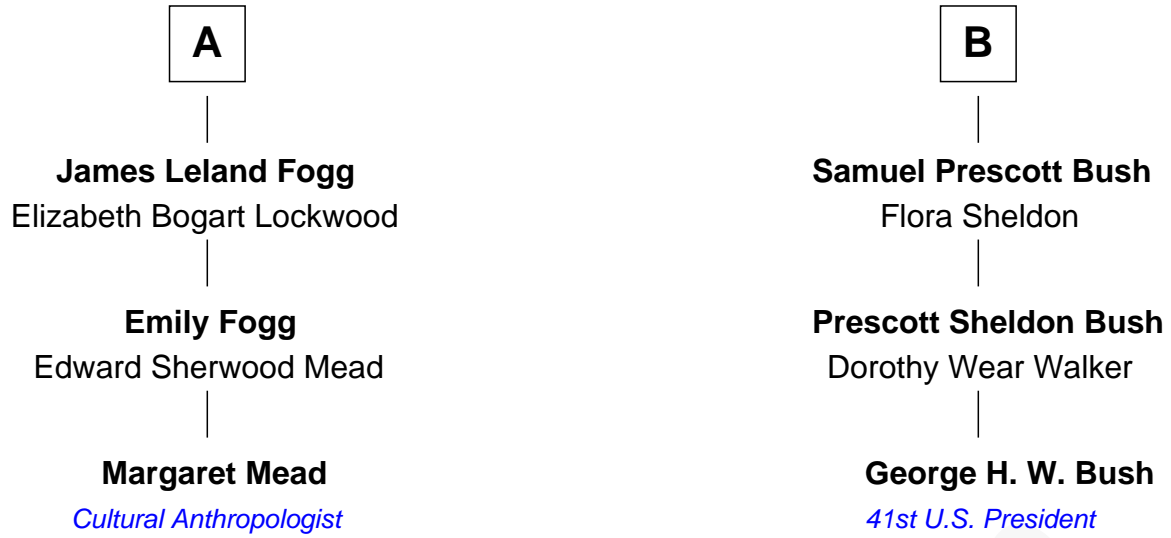 A
James Leland Fogg
Elizabeth Bogart Lockwood
Emily Fogg
Edward Sherwood Mead
Margaret Mead
Cultural Anthropologist
B
Samuel Prescott Bush
Flora Sheldon
Prescott Sheldon Bush
Dorothy Wear Walker
George H. W. Bush
41st U.S. President